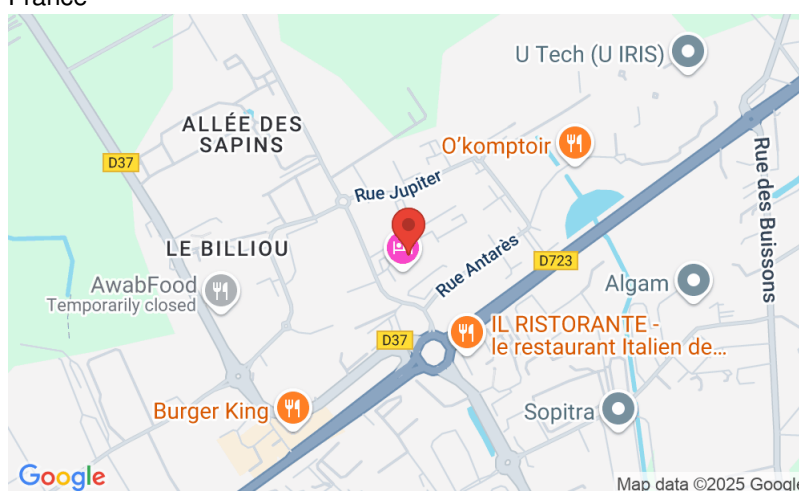 France
U Tech (U IRIS)
ALLÉE DES
SAPINS
O'komptoir
D37
Rue Jupiter
Rue des Buissons
LE BILLIOU
Rue Antarès
D723
AwabFood
Temporarily closed
Algam
IL RISTORANTE -
le restaurant Italien de...
D37
Burger King
Sopitra
Google
Map data ©2025 Google